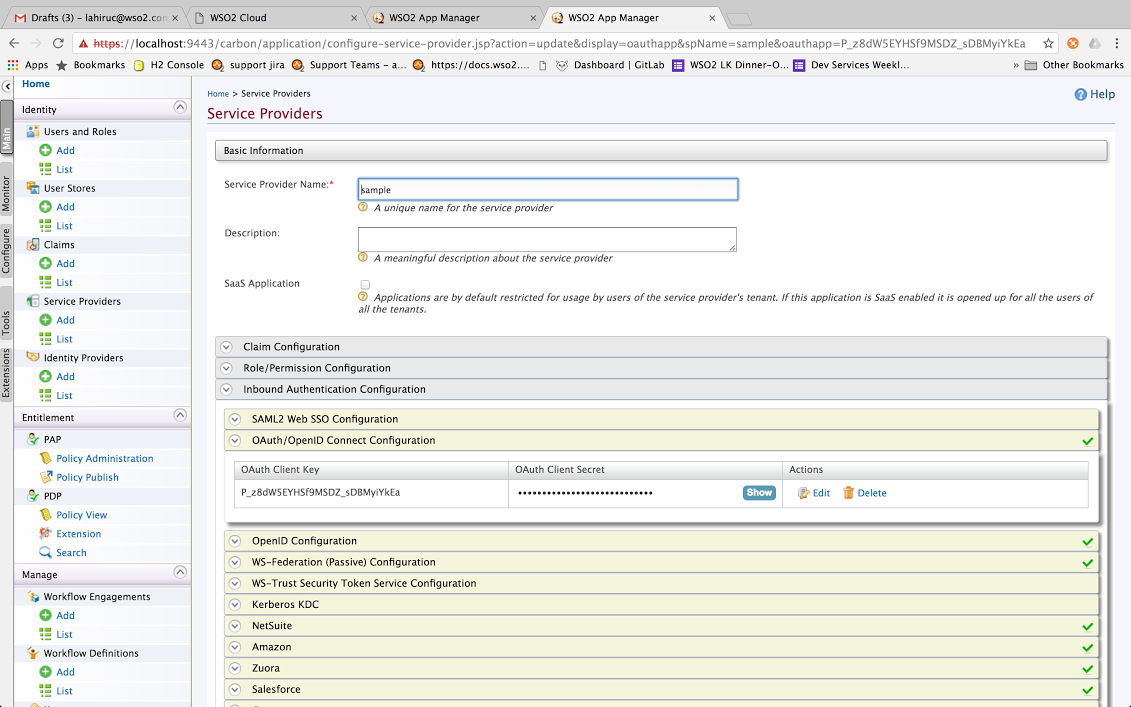 Drafts (3) – lahiruc@wso2.con
WSO2 Cloud
WSO2 App Manager
WSO2 App Manager
https://localhost:9443/carbon/application/configure-service-provider.jsp?action=update&display=oauthapp&spName=sample&oauthapp=P_z8dW5EYHSf9MSDZ_sDBMyiYkEa
Apps Bookmarks H2 Console support jira Support Teams – a... https://docs.wso2.... Dashboard | GitLab WSO2 LK Dinner-O... Dev Services Weekl... » Other Bookmarks
Main
Monitor
Configure
Tools
Extensions
Home
Identity
Users and Roles
Add
List
User Stores
Add
List
Claims
Add
List
Service Providers
Add
List
Identity Providers
Add
List
Entitlement
PAP
Policy Administration
Policy Publish
PDP
Policy View
Extension
Search
Manage
Workflow Engagements
Add
List
Workflow Definitions
Add
List
Home > Service Providers
Help
Service Providers
Basic Information
Service Provider Name:*
sample
A unique name for the service provider
Description:
A meaningful description about the service provider
SaaS Application
Applications are by default restricted for usage by users of the service provider's tenant. If this application is SaaS enabled it is opened up for all the users of
all the tenants.
Claim Configuration
Role/Permission Configuration
Inbound Authentication Configuration
SAML2 Web SSO Configuration
OAuth/OpenID Connect Configuration
OAuth Client Key OAuth Client Secret Actions
P_z8dW5EYHSf9MSDZ_sDBMyiYkEa •••••••••••••••••••••••••••• Show Edit Delete
OpenID Configuration
WS-Federation (Passive) Configuration
WS-Trust Security Token Service Configuration
Kerberos KDC
NetSuite
Amazon
Zuora
Salesforce